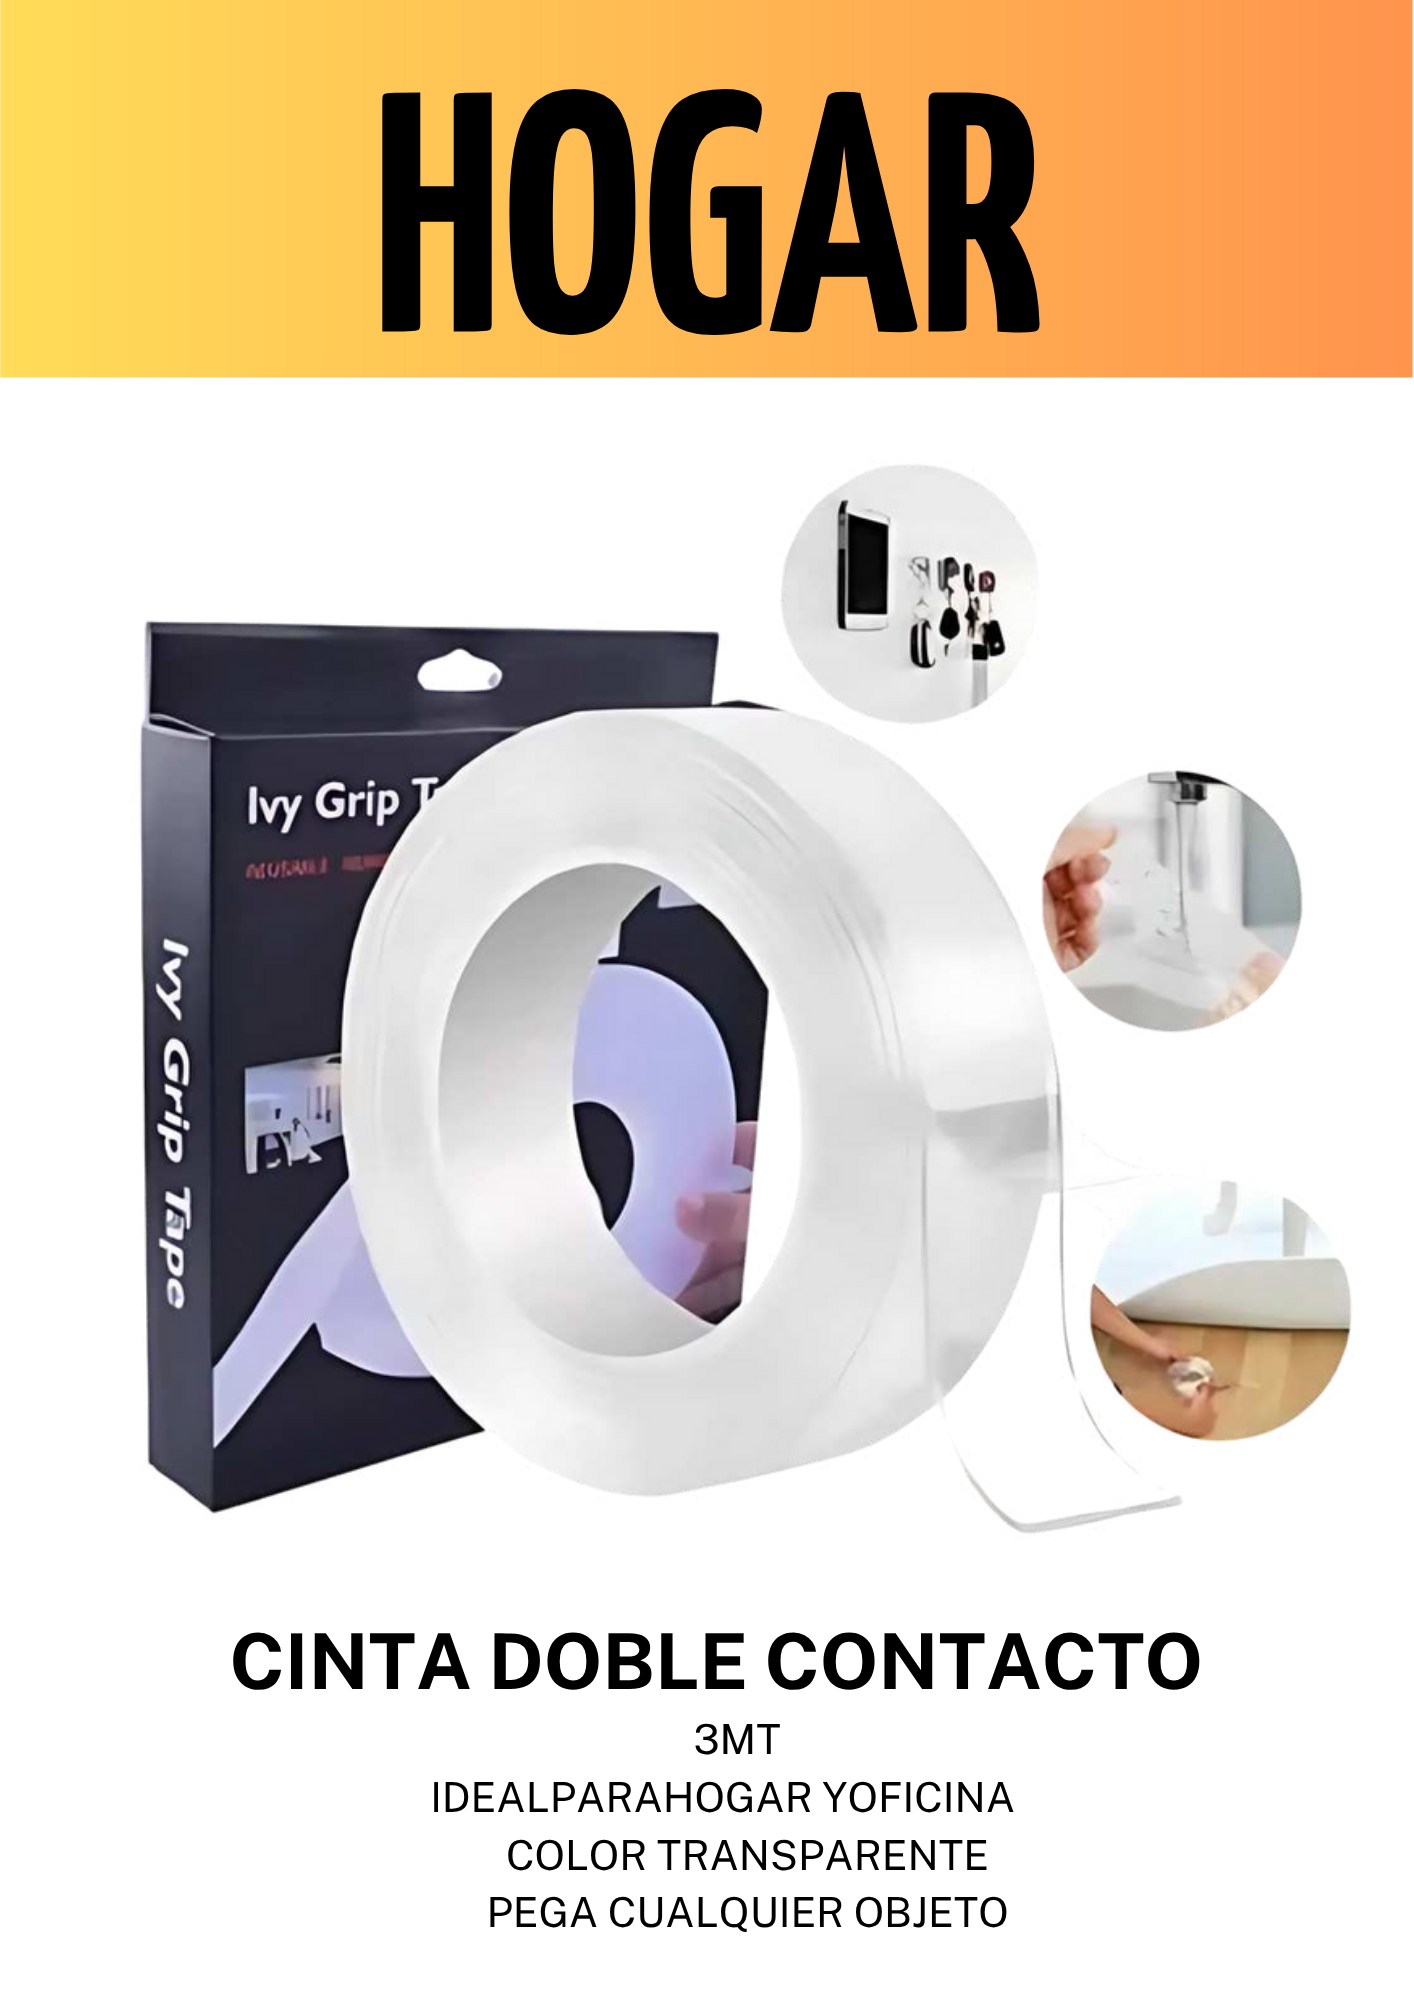 HOGAR
Ivy Grip
Ivy Grip Tape
CINTA DOBLE CONTACTO
3MT
IDEALPARAHOGAR YOFICINA
COLOR TRANSPARENTE
PEGA CUALQUIER OBJETO